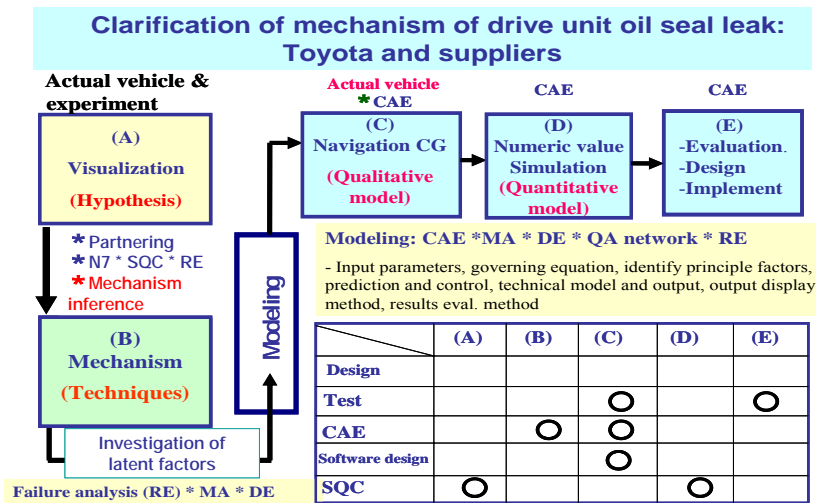 Clarification of mechanism of drive unit oil seal leak:
Toyota and suppliers
Actual vehicle &
experiment
(A)
Visualization
(Hypothesis)
* Partnering
* N7 * SQC * RE
* Mechanism
inference
(B)
Mechanism
(Techniques)
Investigation of
latent factors
Failure analysis (RE) * MA * DE
Modeling
Actual vehicle
* CAE
(C)
Navigation CG
(Qualitative
model)
CAE
(D)
Numeric value
Simulation
(Quantitative
model)
CAE
(E)
-Evaluation.
-Design
-Implement
Modeling: CAE *MA * DE * QA network * RE
- Input parameters, governing equation, identify principle factors,
prediction and control, technical model and output, output display
method, results eval. method
(A) (B) (C) (D) (E)
Design
Test
CAE
Software design
SQC